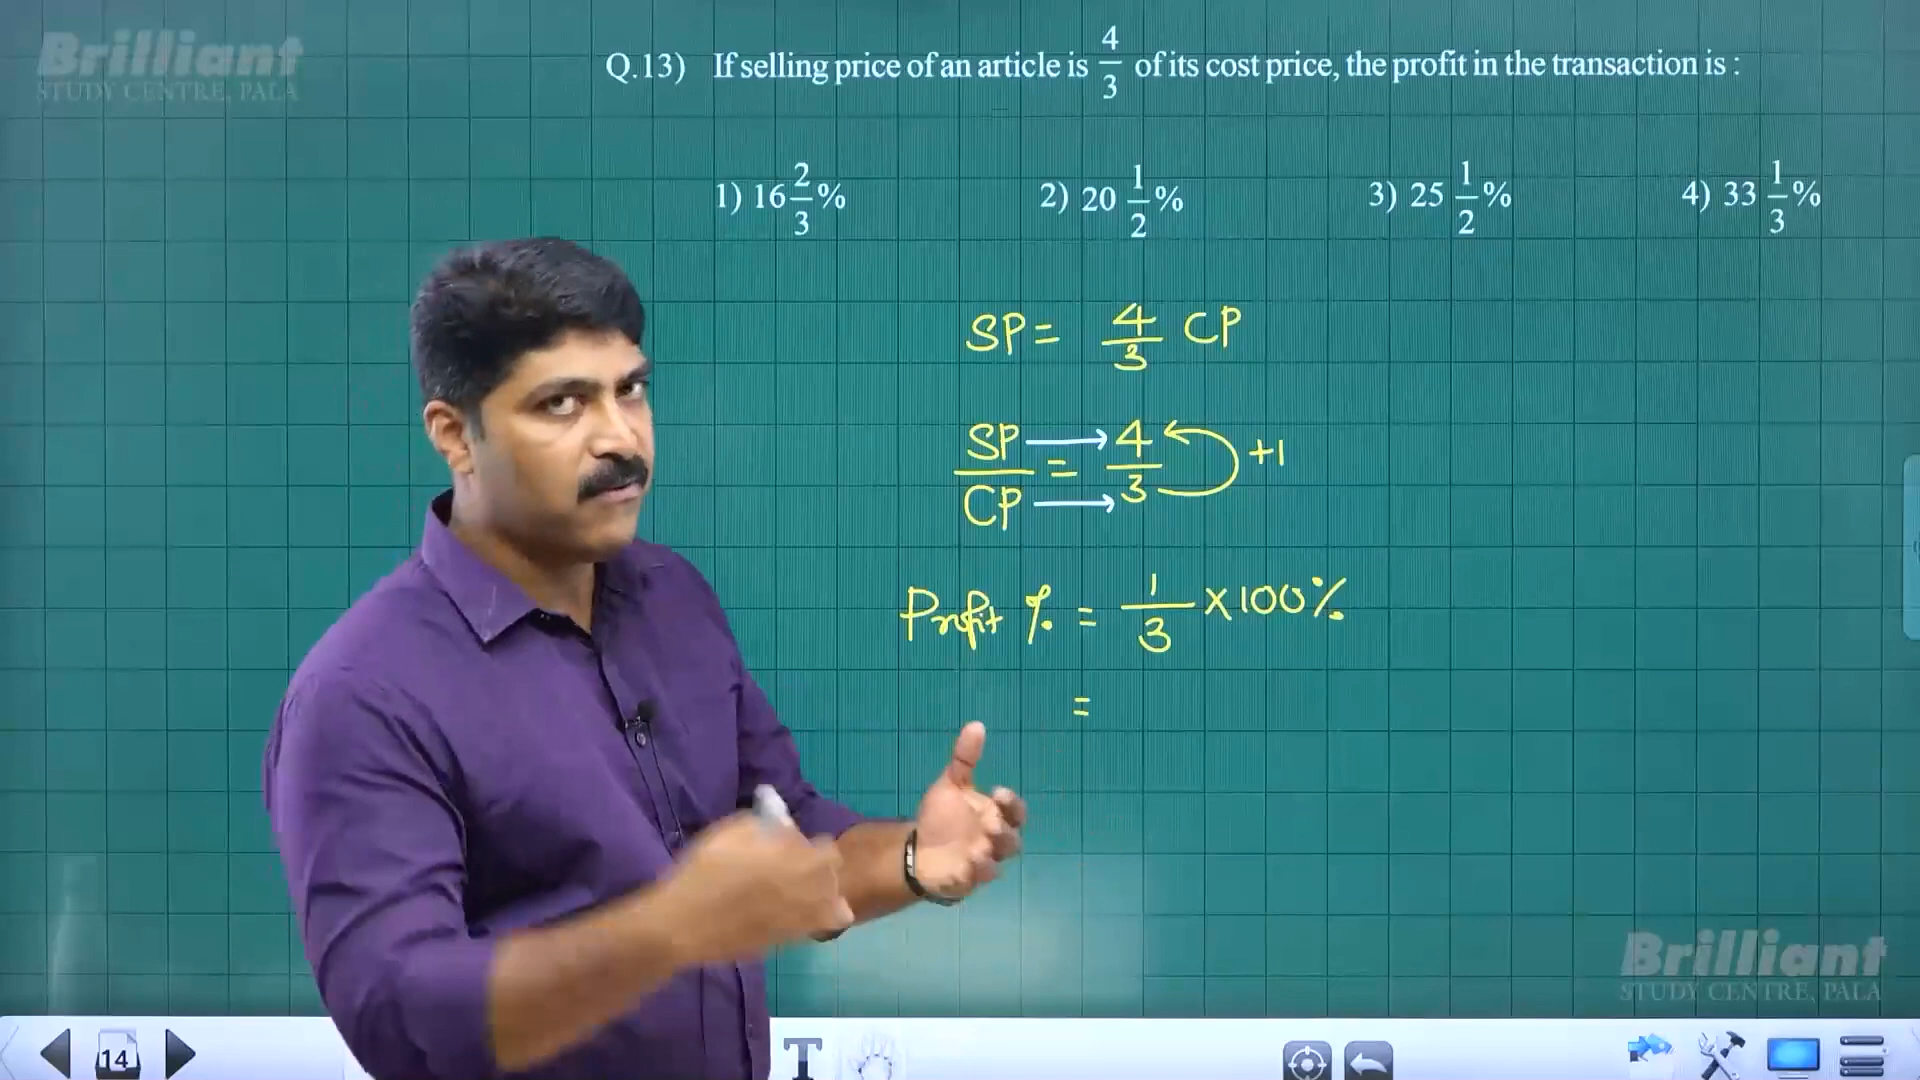 Brilliant
STUDY CENTRE, PALA
Q.13) If selling price of an article is 4/3 of its cost price, the profit in the transaction is :
1) 16 2/3 % 2) 20 1/2 % 3) 25 1/2 % 4) 33 1/3 %
SP = 4/3 CP
SP/CP → = → 4/3 +1
Profit % = 1/3 × 100%
=
Brilliant
STUDY CENTRE, PALA
14 T